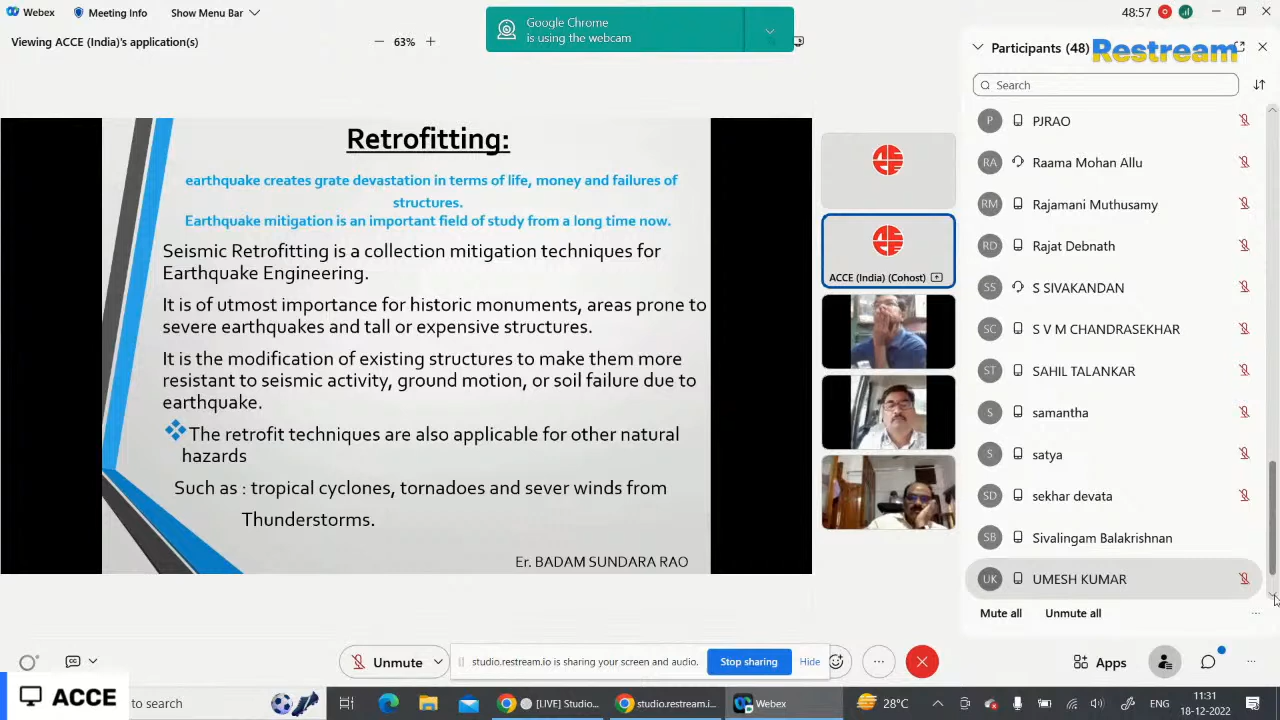 Webex
Meeting Info
Show Menu Bar
Viewing ACCE (India)'s application(s)
63%
Google Chrome
is using the webcam
48:57
Participants (48)
Restream
Search
Retrofitting:
earthquake creates grate devastation in terms of life, money and failures of
structures.
Earthquake mitigation is an important field of study from a long time now.
Seismic Retrofitting is a collection mitigation techniques for
Earthquake Engineering.
It is of utmost importance for historic monuments, areas prone to
severe earthquakes and tall or expensive structures.
It is the modification of existing structures to make them more
resistant to seismic activity, ground motion, or soil failure due to
earthquake.
The retrofit techniques are also applicable for other natural
hazards
Such as : tropical cyclones, tornadoes and sever winds from
Thunderstorms.
Er. BADAM SUNDARA RAO
ACCE (India) (Cohost)
P PJRAO
RA Raama Mohan Allu
RM Rajamani Muthusamy
RD Rajat Debnath
SS S SIVAKANDAN
SC S V M CHANDRASEKHAR
ST SAHIL TALANKAR
S samantha
S satya
SD sekhar devata
SB Sivalingam Balakrishnan
UK UMESH KUMAR
Mute all Unmute all
Unmute
studio.restream.io is sharing your screen and audio.
Stop sharing
Hide
Apps
ACCE
to search
[LIVE] Studio...
studio.restream.i...
Webex
28°C
ENG
11:31
18-12-2022